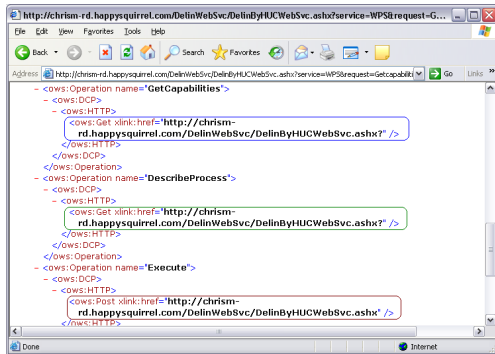 http://chrism-rd.happysquirrel.com/DelinWebSvc/DelinByHUCWebSvc.ashx?service=WPS&request=G...
File Edit View Favorites Tools Help
Back Search Favorites
Address http://chrism-rd.happysquirrel.com/DelinWebSvc/DelinByHUCWebSvc.ashx?service=WPS&request=Getcapabiliti Go Links »
- <ows:Operation name="GetCapabilities">
- <ows:DCP>
- <ows:HTTP>
<ows:Get xlink:href="http://chrism-
rd.happysquirrel.com/DelinWebSvc/DelinByHUCWebSvc.ashx?" />
</ows:HTTP>
</ows:DCP>
</ows:Operation>
- <ows:Operation name="DescribeProcess">
- <ows:DCP>
- <ows:HTTP>
<ows:Get xlink:href="http://chrism-
rd.happysquirrel.com/DelinWebSvc/DelinByHUCWebSvc.ashx?" />
</ows:HTTP>
</ows:DCP>
</ows:Operation>
- <ows:Operation name="Execute">
- <ows:DCP>
- <ows:HTTP>
<ows:Post xlink:href="http://chrism-
rd.happysquirrel.com/DelinWebSvc/DelinByHUCWebSvc.ashx" />
</ows:HTTP>
Done Internet